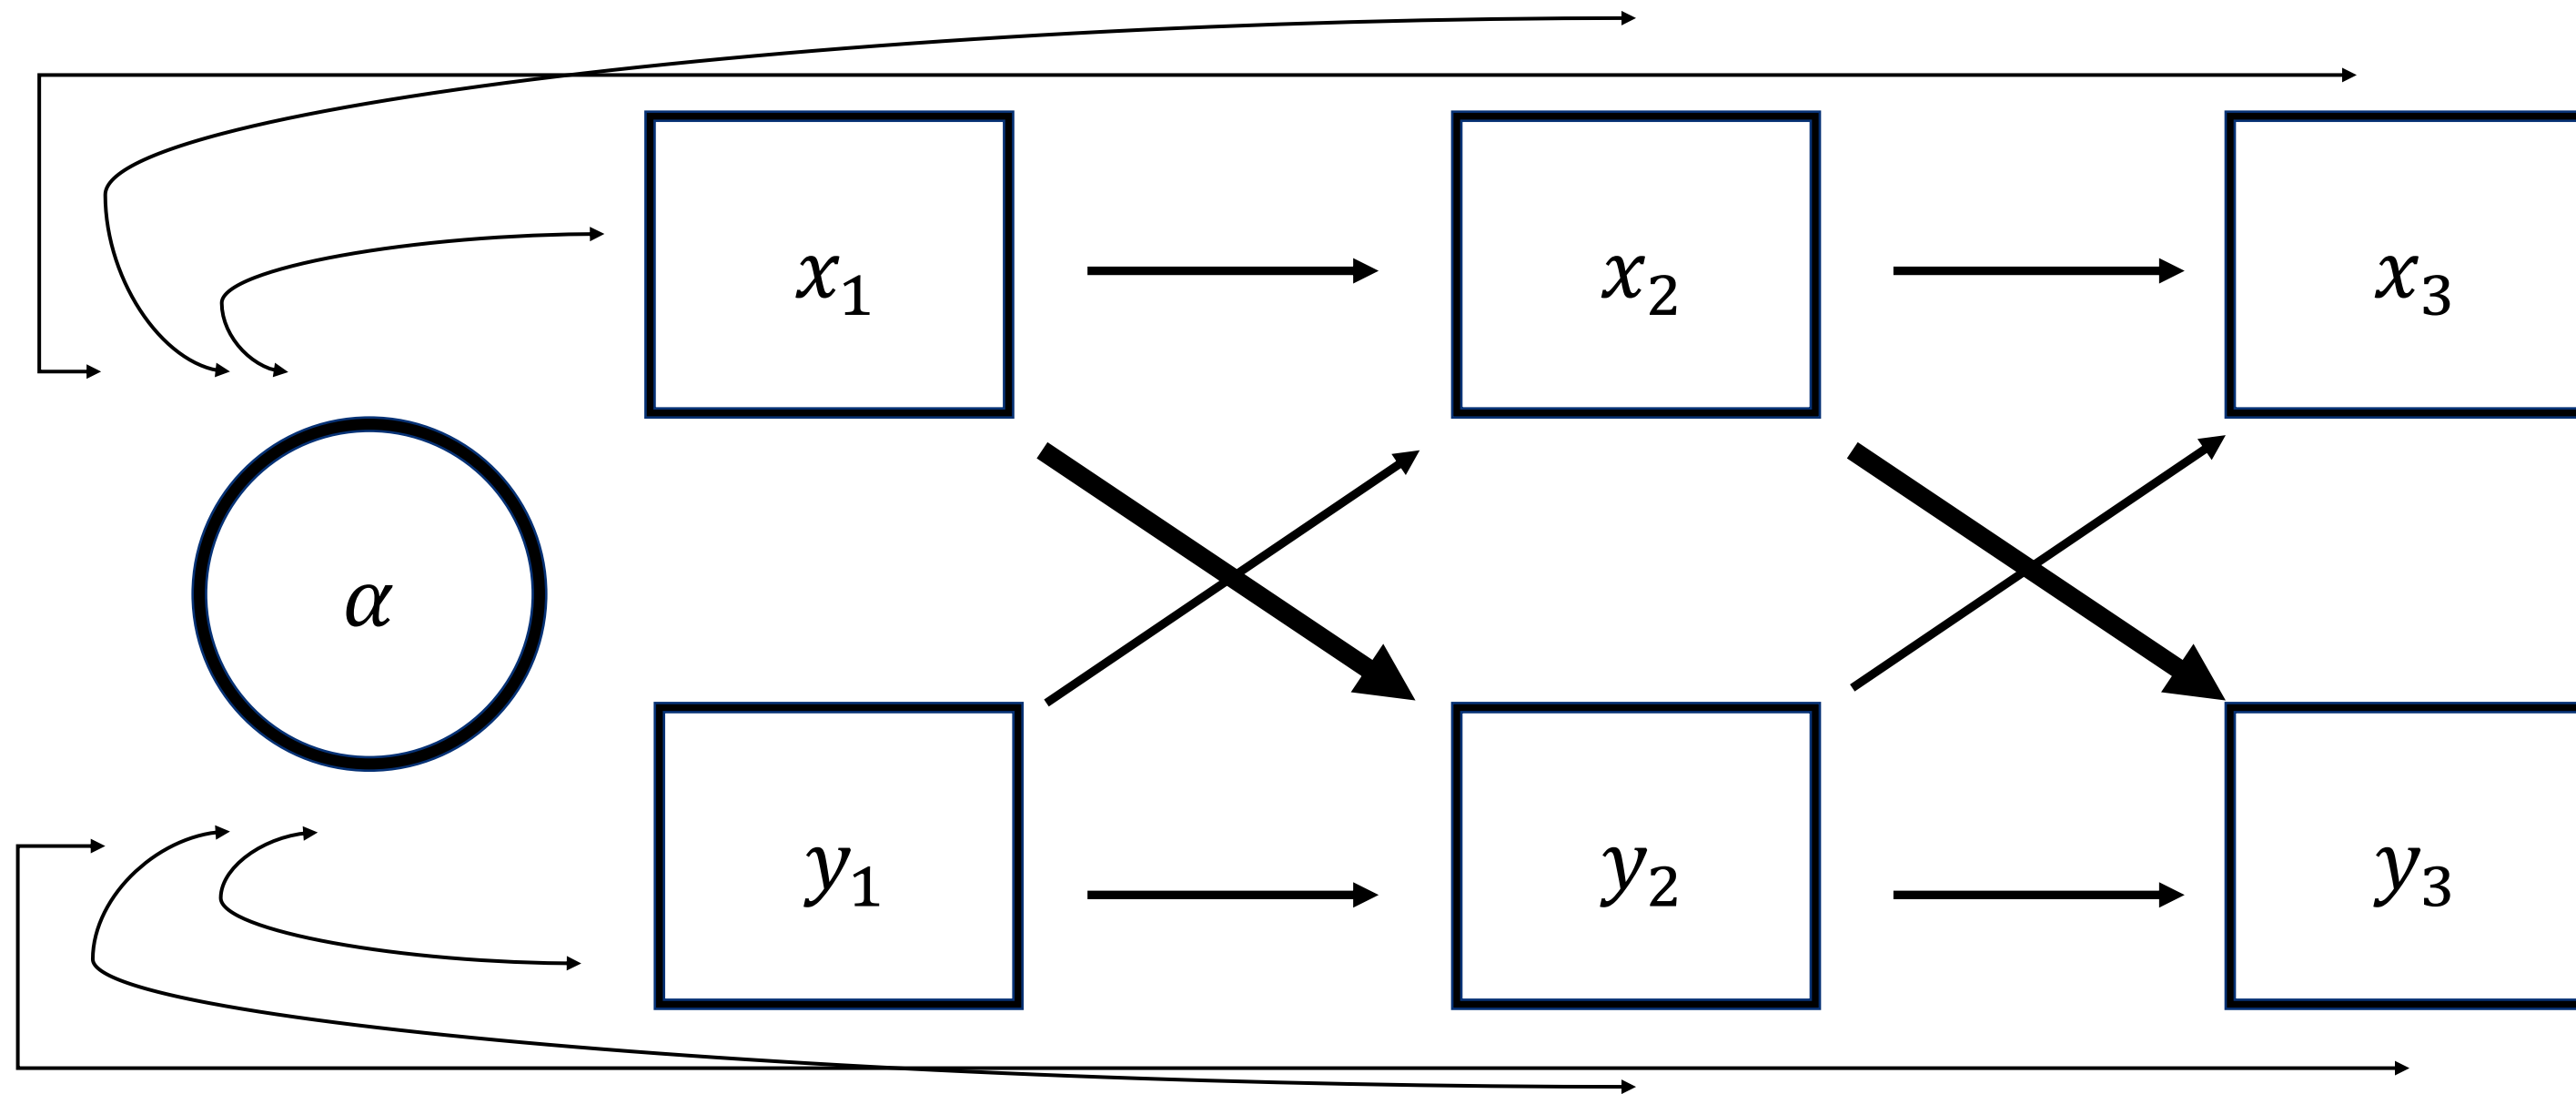 x₁ x₂ x₃
α
y₁ y₂ y₃